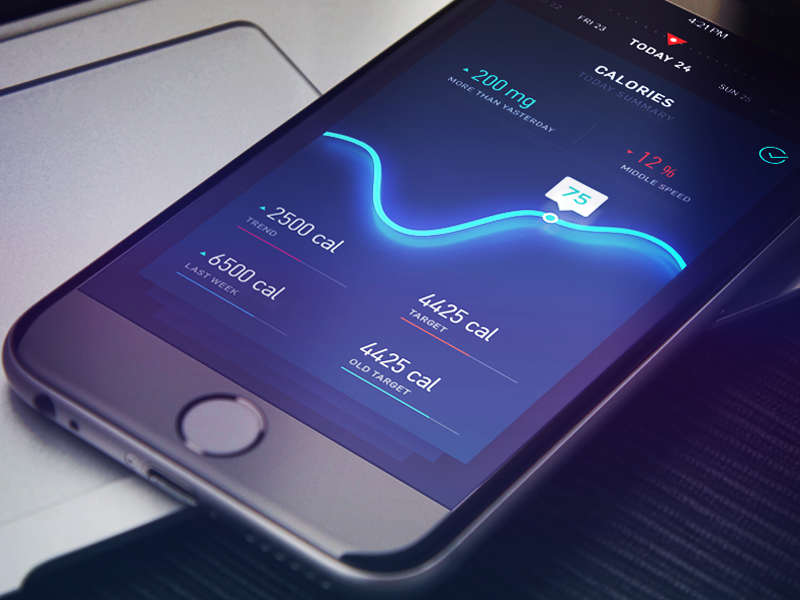 4:21 PM
22
FRI 23
TODAY 24
SUN 25
CALORIES
TODAY SUMMARY
200 mg
MORE THAN YASTERDAY
12 %
MIDDLE SPEED
75
2500 cal
TREND
6500 cal
LAST WEEK
4425 cal
TARGET
4425 cal
OLD TARGET